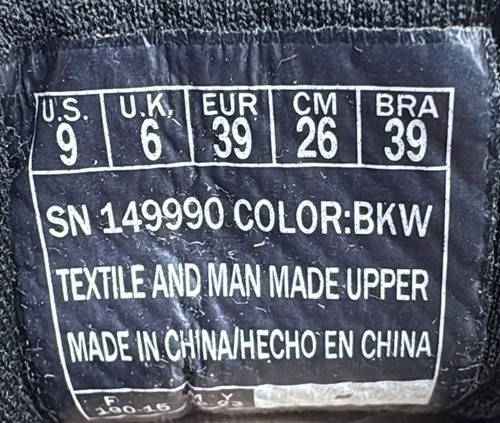 U.S. U.K. EUR CM BRA
9 6 39 26 39
SN 149990 COLOR:BKW
TEXTILE AND MAN MADE UPPER
MADE IN CHINA/HECHO EN CHINA
F Y
190-15